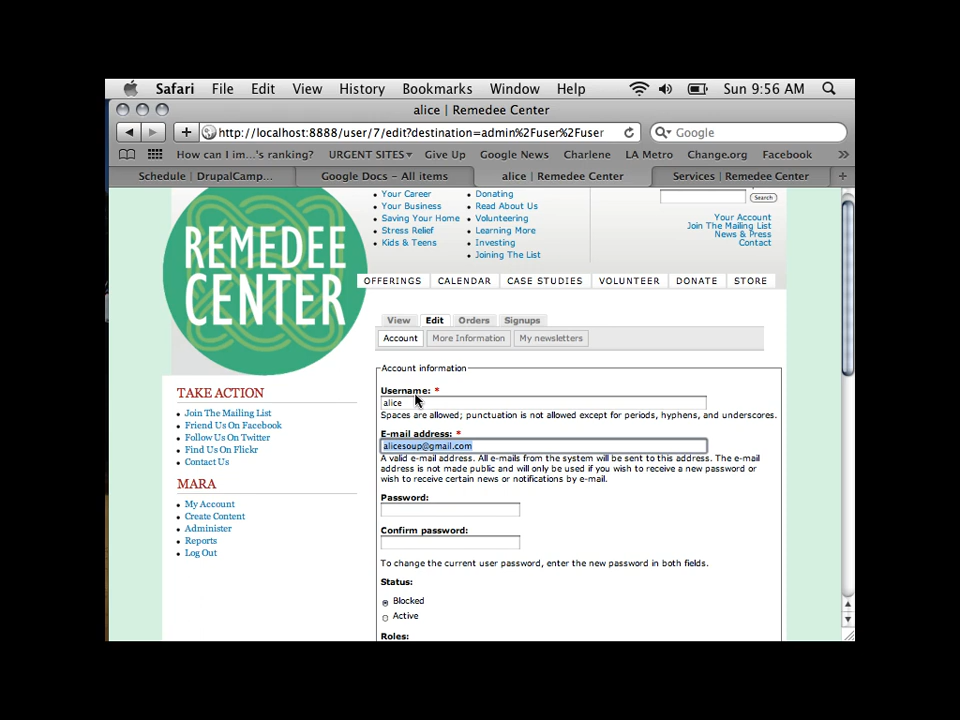 Safari File Edit View History Bookmarks Window Help Sun 9:56 AM
alice | Remedee Center
http://localhost:8888/user/7/edit?destination=admin%2Fuser%2Fuser Google
How can I im...'s ranking? URGENT SITES Give Up Google News Charlene LA Metro Change.org Facebook
Schedule | DrupalCamp... Google Docs - All items alice | Remedee Center Services | Remedee Center
Your Career
Your Business
Saving Your Home
Stress Relief
Kids & Teens
Donating
Read About Us
Volunteering
Learning More
Investing
Joining The List
Search
Your Account
Join The Mailing List
News & Press
Contact
REMEDEE
CENTER
OFFERINGS CALENDAR CASE STUDIES VOLUNTEER DONATE STORE
View Edit Orders Signups
Account More Information My newsletters
TAKE ACTION
Join The Mailing List
Friend Us On Facebook
Follow Us On Twitter
Find Us On Flickr
Contact Us
MARA
My Account
Create Content
Administer
Reports
Log Out
Account information
Username: *
alice
Spaces are allowed; punctuation is not allowed except for periods, hyphens, and underscores.
E-mail address: *
alicesoup@gmail.com
A valid e-mail address. All e-mails from the system will be sent to this address. The e-mail
address is not made public and will only be used if you wish to receive a new password or
wish to receive certain news or notifications by e-mail.
Password:
Confirm password:
To change the current user password, enter the new password in both fields.
Status:
Blocked
Active
Roles: